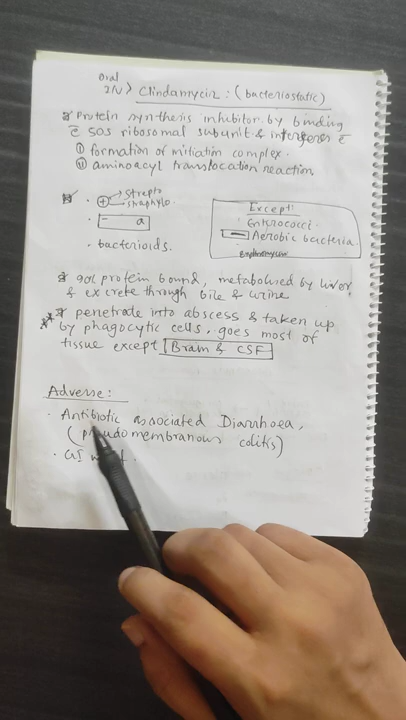 Oral
IV > Clindamycin : (bacteriostatic)
Protein synthesis inhibitor by binding
c̄ 50s ribosomal subunit & interferes c̄
① formation of initiation complex.
② aminoacyl translocation reaction.
⊕ → Strepto
→ Staphylo.
- a
• bacterioids.
Except:
Enterococci
- Aerobic bacteria
90% protein bound, metabolised by liver
& excrete through bile & urine
penetrate into abscess & taken up
by phagocytic cells, goes most of
tissue except Brain & CSF
Adverse:
• Antibiotic associated Diarrhoea,
(pseudomembranous colitis)
• GI